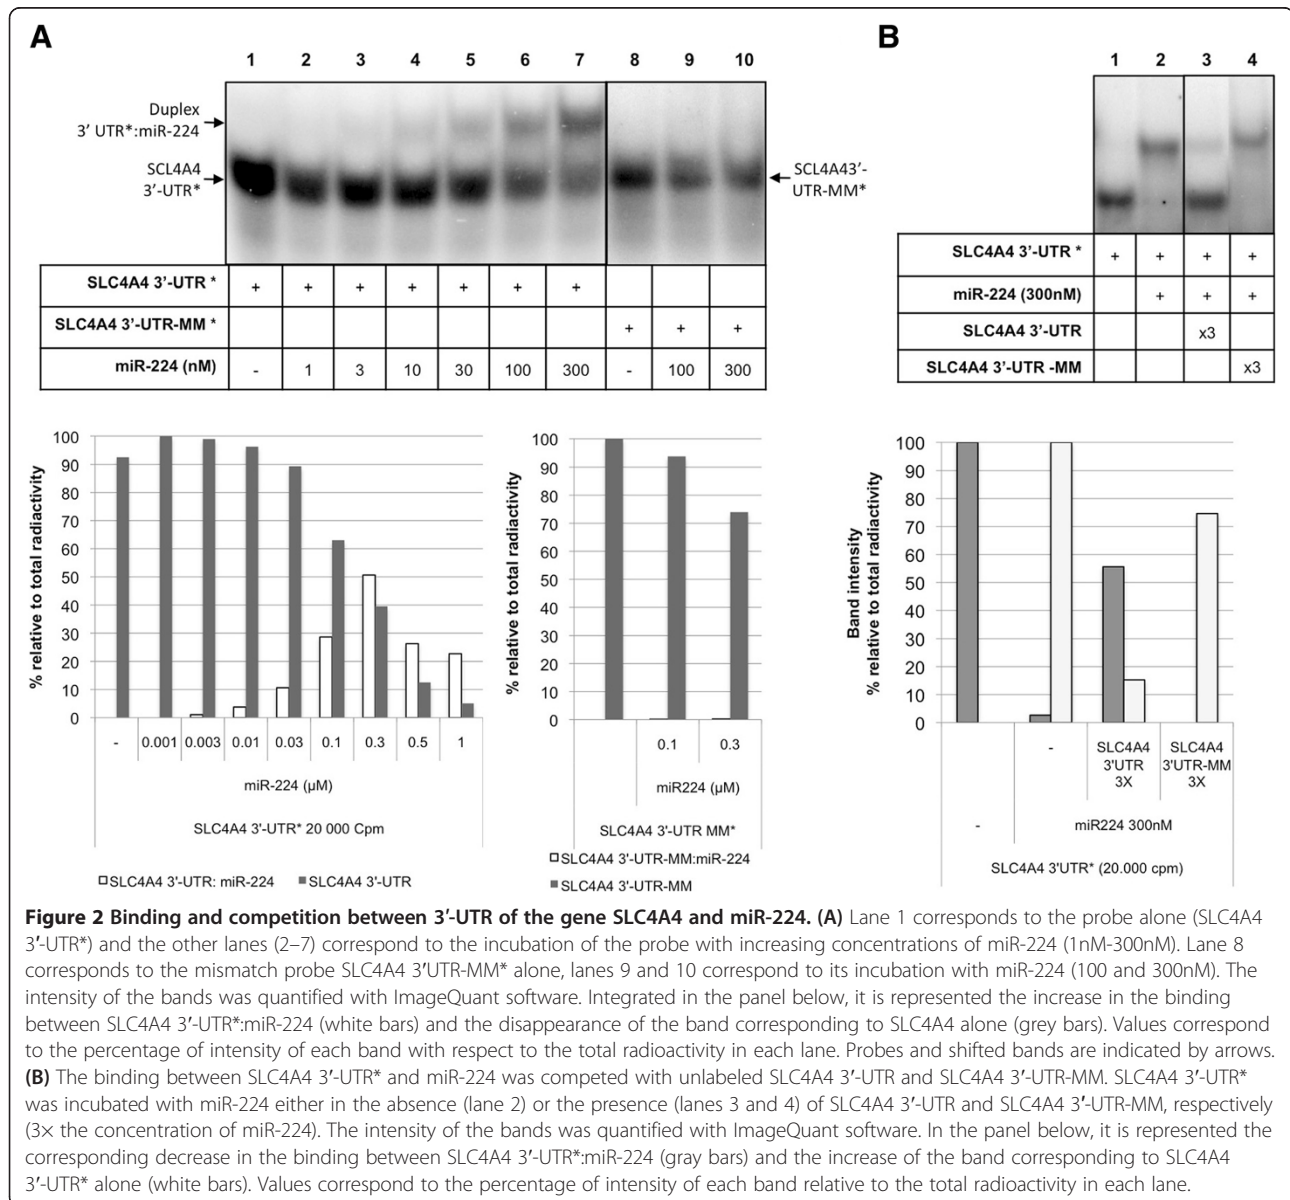 A
B
1 2 3 4 5 6 7 8 9 10
1 2 3 4
Duplex
3’ UTR*:miR-224
SCL4A4
3’-UTR*
SCL4A43’-
UTR-MM*
SLC4A4 3’-UTR * + + + + + + +
SLC4A4 3’-UTR-MM * + + +
miR-224 (nM) - 1 3 10 30 100 300 - 100 300
SLC4A4 3’-UTR * + + + +
miR-224 (300nM) + + +
SLC4A4 3’-UTR x3
SLC4A4 3’-UTR -MM x3
% relative to total radiactivity
100
90
80
70
60
50
40
30
20
10
0
- 0.001 0.003 0.01 0.03 0.1 0.3 0.5 1
miR-224 (µM)
SLC4A4 3'-UTR* 20 000 Cpm
SLC4A4 3'-UTR: miR-224 SLC4A4 3'-UTR
% relative to total radiactivity
100
90
80
70
60
50
40
30
20
10
0
0.1 0.3
miR224 (µM)
SLC4A4 3'-UTR MM*
SLC4A4 3'-UTR-MM:miR-224
SLC4A4 3'-UTR-MM
Band intensity
% relative to total radiactivity
100
90
80
70
60
50
40
30
20
10
0
- SLC4A4 SLC4A4
3'UTR 3'UTR-MM
3X 3X
- miR224 300nM
SLC4A4 3'UTR* (20.000 cpm)
Figure 2 Binding and competition between 3′-UTR of the gene SLC4A4 and miR-224. (A) Lane 1 corresponds to the probe alone (SLC4A4
3′-UTR*) and the other lanes (2–7) correspond to the incubation of the probe with increasing concentrations of miR-224 (1nM-300nM). Lane 8
corresponds to the mismatch probe SLC4A4 3′UTR-MM* alone, lanes 9 and 10 correspond to its incubation with miR-224 (100 and 300nM). The
intensity of the bands was quantified with ImageQuant software. Integrated in the panel below, it is represented the increase in the binding
between SLC4A4 3′-UTR*:miR-224 (white bars) and the disappearance of the band corresponding to SLC4A4 alone (grey bars). Values correspond
to the percentage of intensity of each band with respect to the total radioactivity in each lane. Probes and shifted bands are indicated by arrows.
(B) The binding between SLC4A4 3′-UTR* and miR-224 was competed with unlabeled SLC4A4 3′-UTR and SLC4A4 3′-UTR-MM. SLC4A4 3′-UTR*
was incubated with miR-224 either in the absence (lane 2) or the presence (lanes 3 and 4) of SLC4A4 3′-UTR and SLC4A4 3′-UTR-MM, respectively
(3× the concentration of miR-224). The intensity of the bands was quantified with ImageQuant software. In the panel below, it is represented the
corresponding decrease in the binding between SLC4A4 3′-UTR*:miR-224 (gray bars) and the increase of the band corresponding to SLC4A4
3′-UTR* alone (white bars). Values correspond to the percentage of intensity of each band relative to the total radioactivity in each lane.